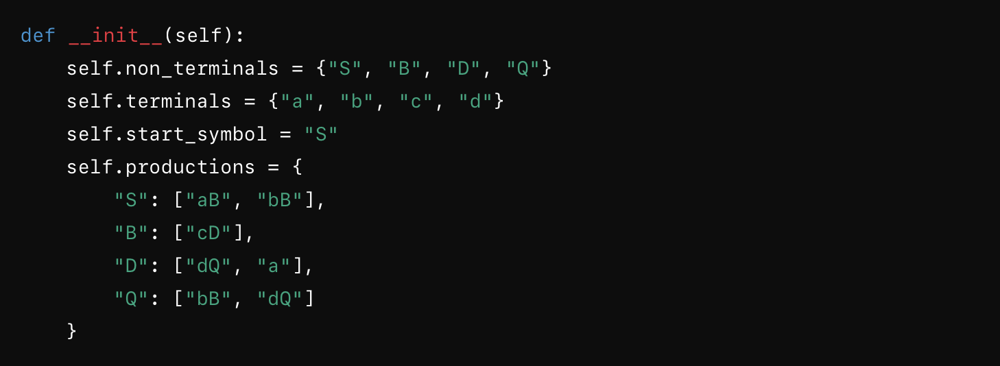 def __init__(self):
    self.non_terminals = {"S", "B", "D", "Q"}
    self.terminals = {"a", "b", "c", "d"}
    self.start_symbol = "S"
    self.productions = {
        "S": ["aB", "bB"],
        "B": ["cD"],
        "D": ["dQ", "a"],
        "Q": ["bB", "dQ"]
    }